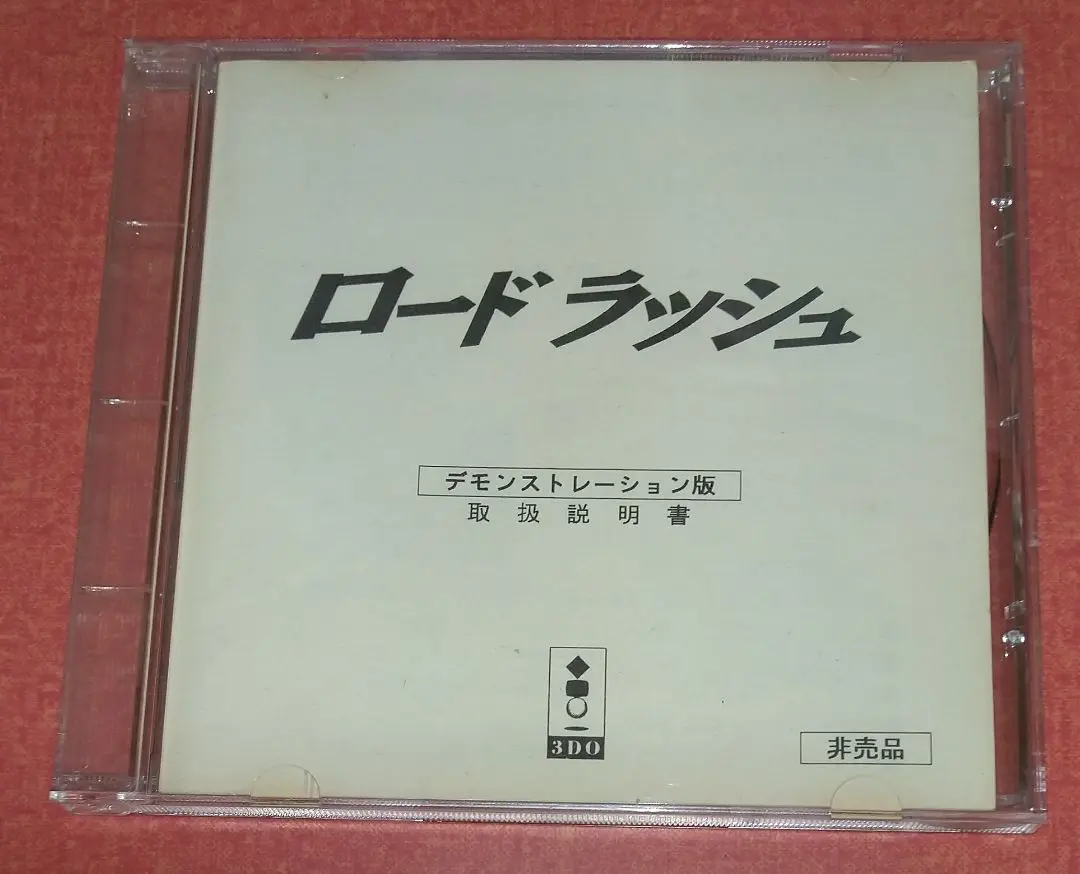 ロードラッシュ
デモンストレーション版
取扱説明書
3DO
非売品